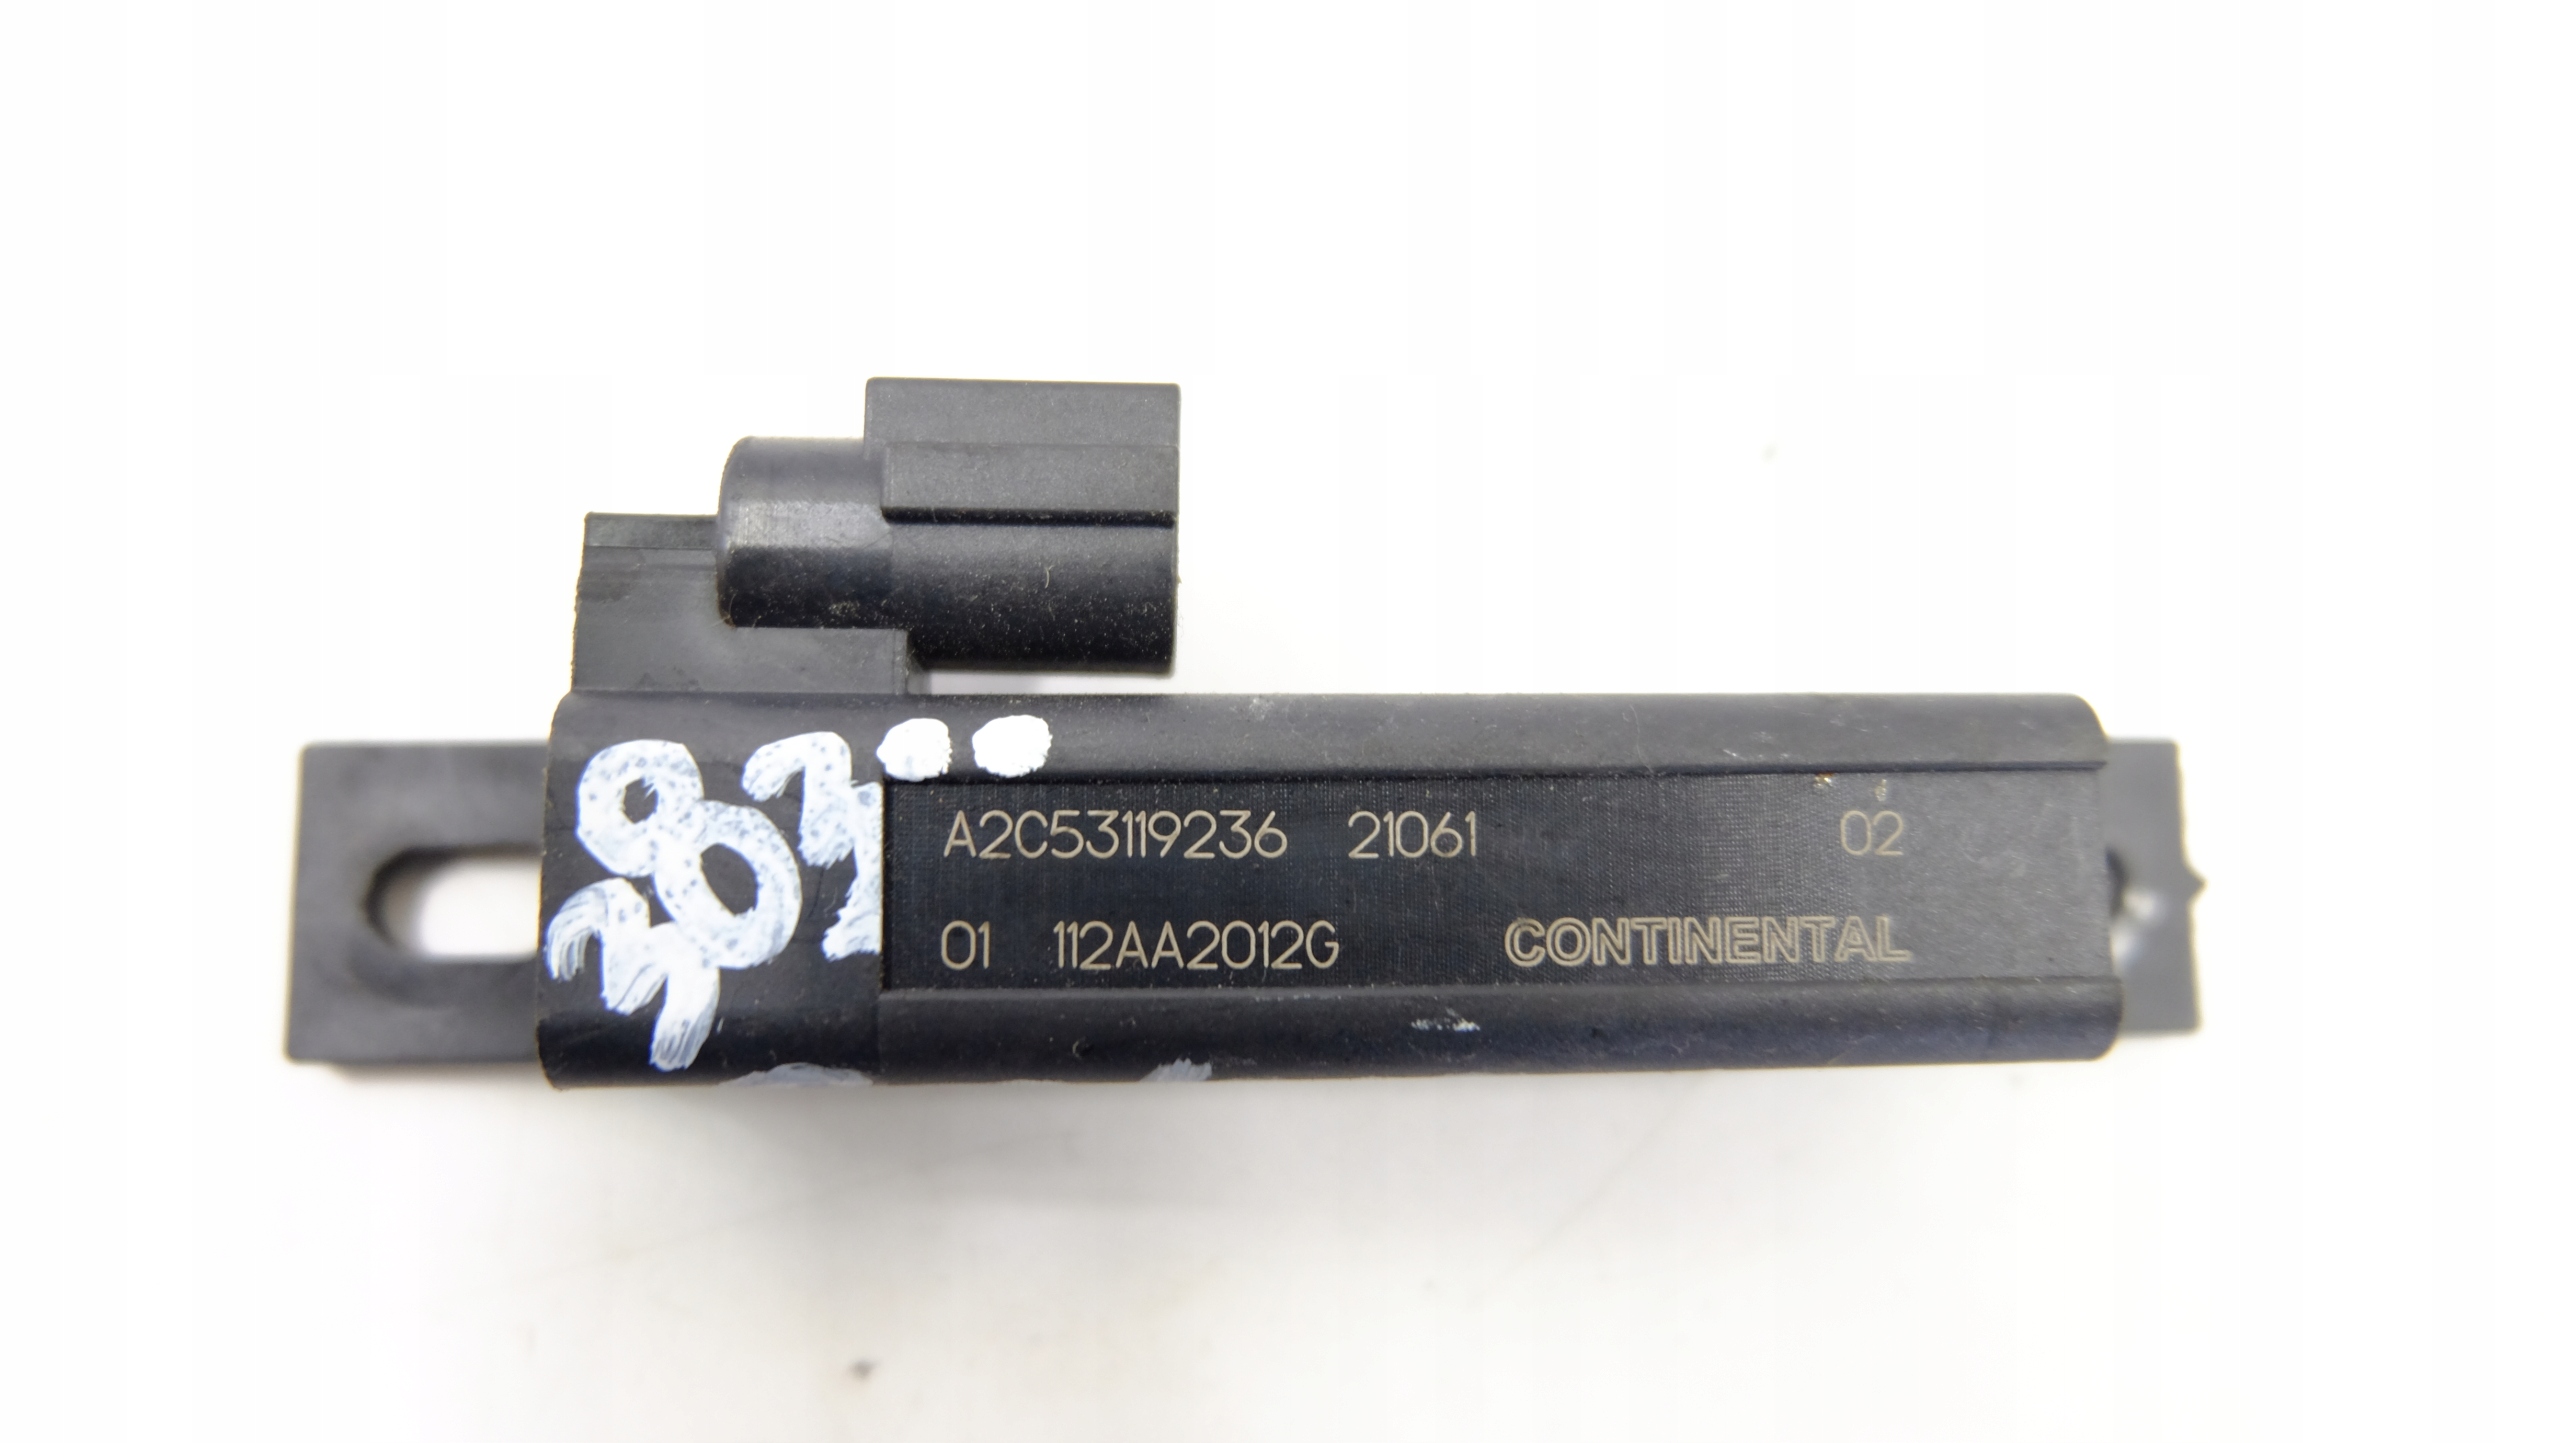 A2C53119236 21061 02
01 112AA2012G CONTINENTAL